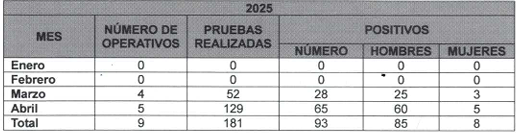 2025
MES NÚMERO DE OPERATIVOS PRUEBAS REALIZADAS POSITIVOS
NÚMERO HOMBRES MUJERES
Enero 0 0 0 0 0
Febrero 0 0 0 0 0
Marzo 4 52 28 25 3
Abril 5 129 65 60 5
Total 9 181 93 85 8